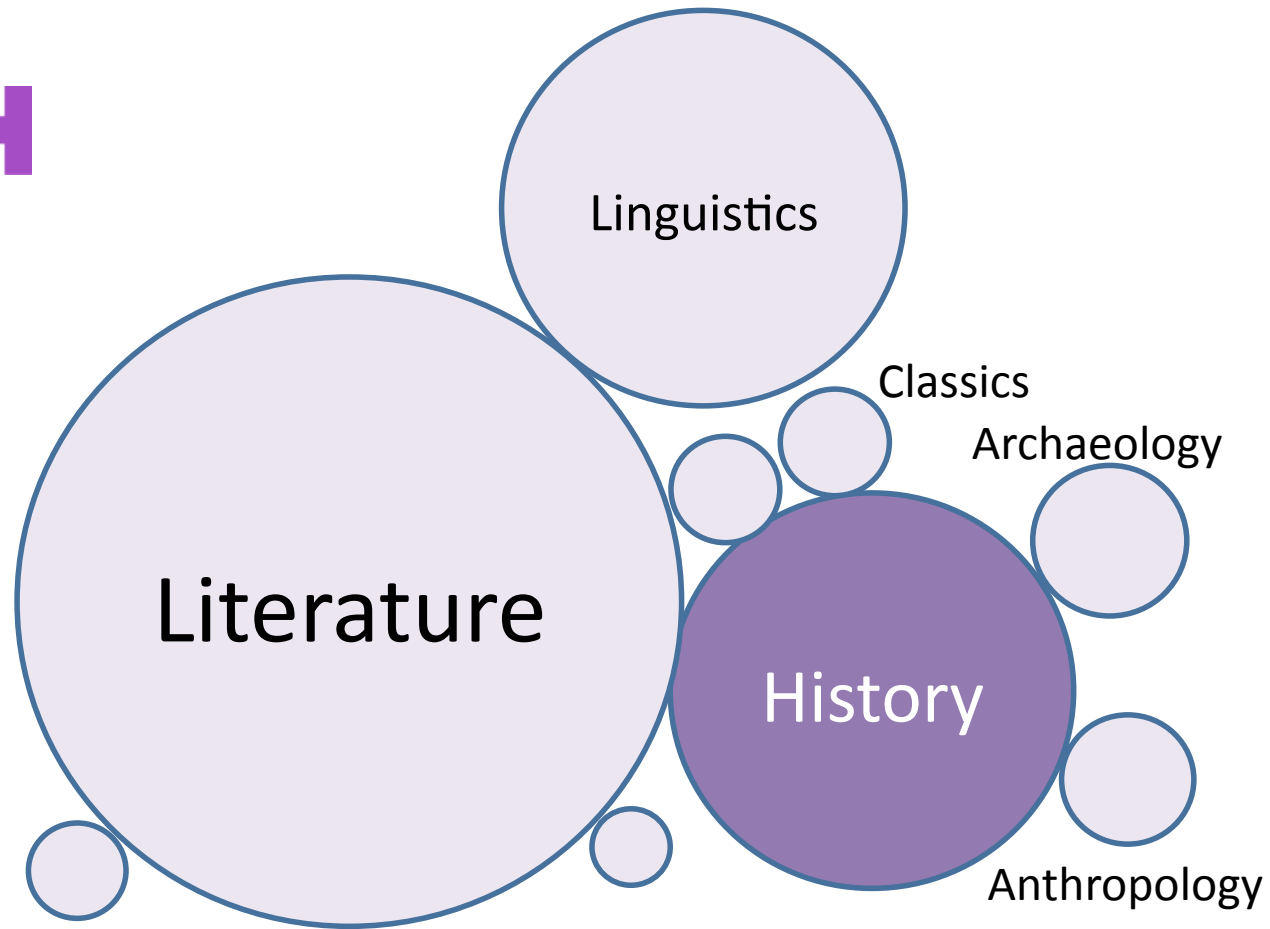 Linguistics
Classics
Archaeology
Literature
History
Anthropology